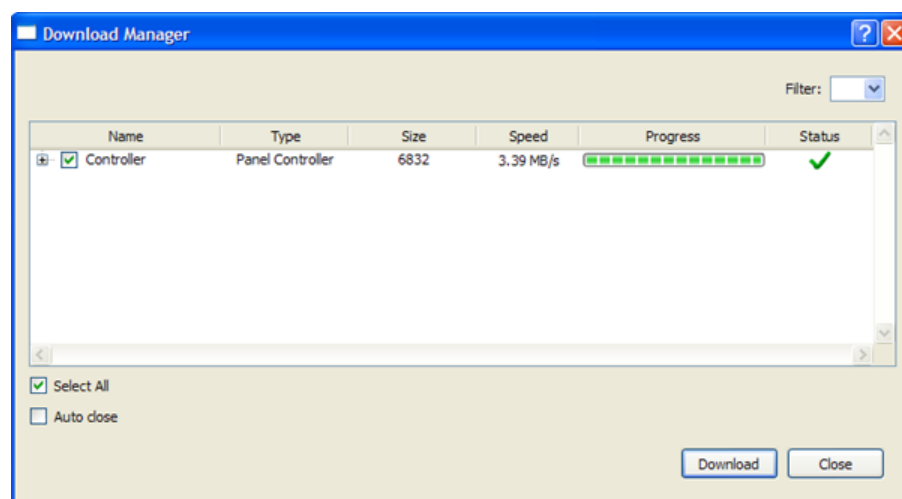 Download Manager
Filter:
Name Type Size Speed Progress Status
Controller Panel Controller 6832 3.39 MB/s
Select All
Auto close
Download Close